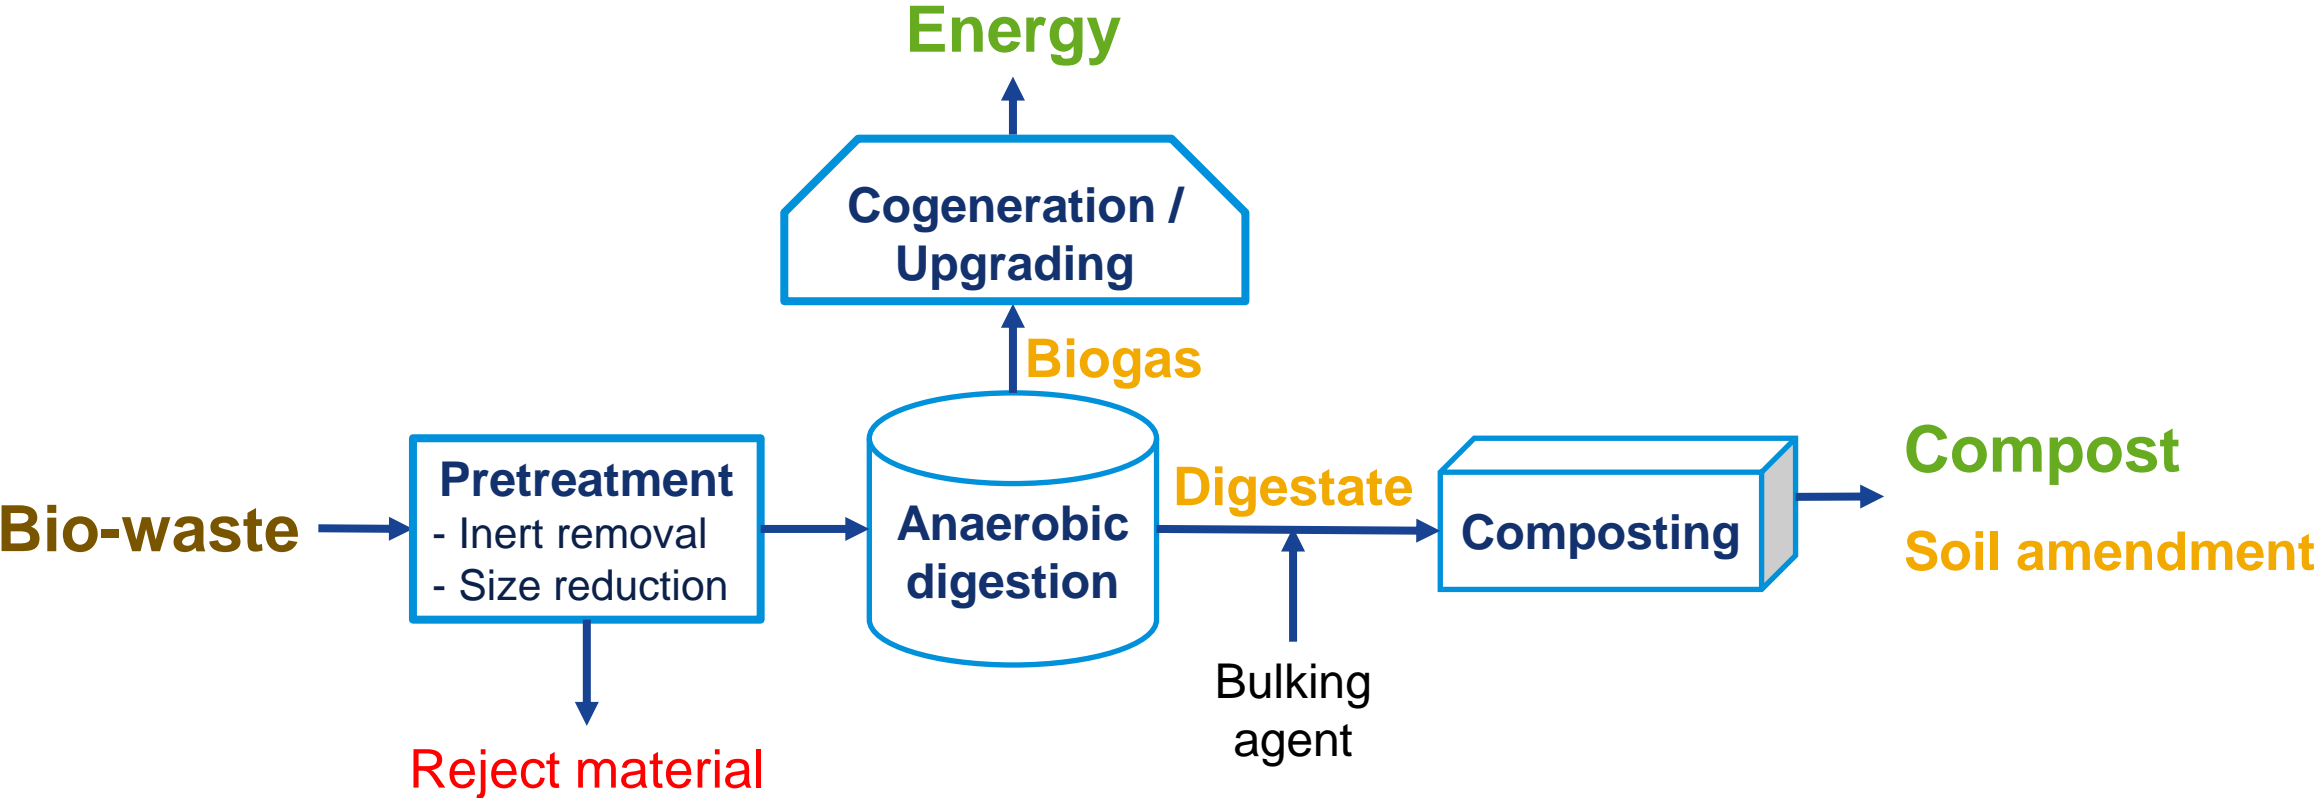 Energy
Cogeneration /
Upgrading
Biogas
Bio-waste
Pretreatment
- Inert removal
- Size reduction
Reject material
Anaerobic
digestion
Digestate
Bulking
agent
Composting
Compost
Soil amendment